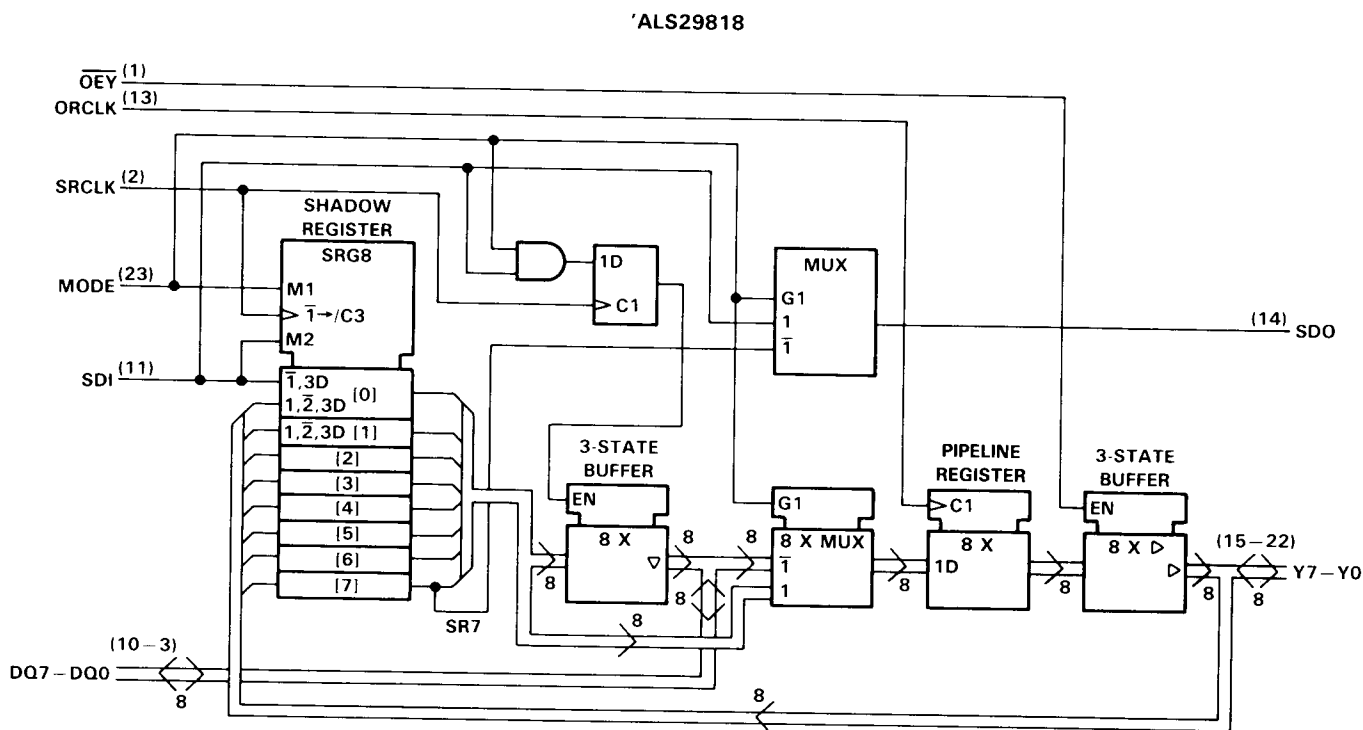 'ALS29818
OEY (1)
ORCLK (13)
SRCLK (2)
SHADOW
REGISTER
SRG8
MODE (23)
M1
1→/C3
M2
SDI (11)
1D
C1
MUX
G1
1
1
(14)
SDO
1,3D
1,2,3D [0]
1,2,3D [1]
[2]
[3]
[4]
[5]
[6]
[7]
SR7
3-STATE
BUFFER
EN
8 X
▽
8
8
8
8
8
G1
8 X MUX
1
1
8
PIPELINE
REGISTER
C1
8 X
1D
8
3-STATE
BUFFER
EN
8 X ▷
▽
8
(15–22)
8
Y7–Y0
(10–3)
DQ7–DQ0
8
8